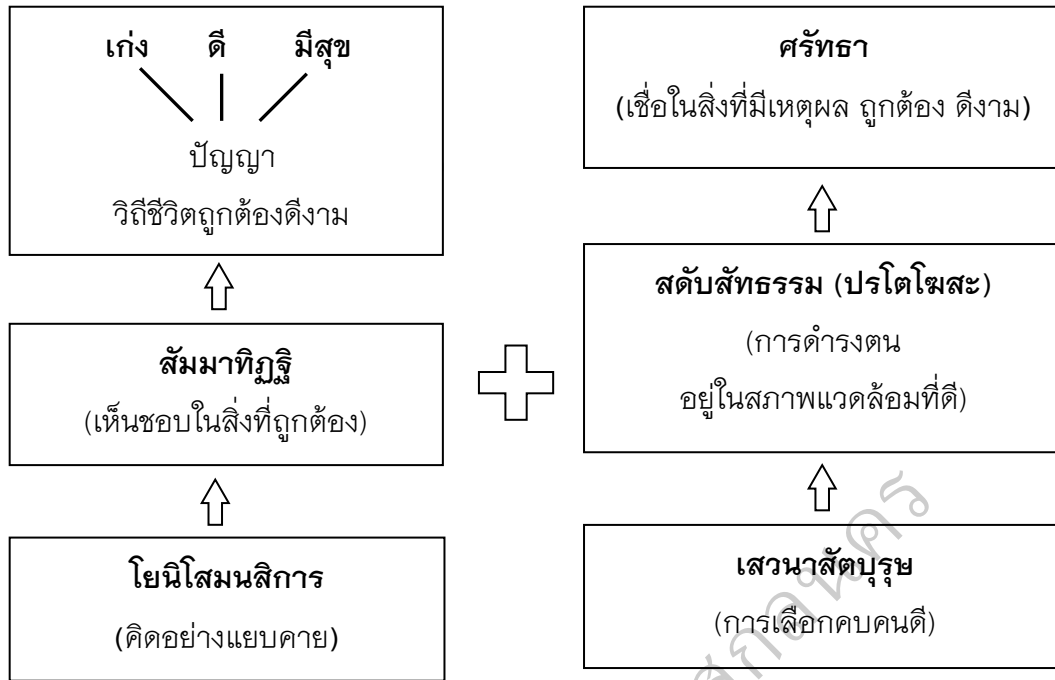 เก่ง ดี มีสุข
ปัญญา
วิถีชีวิตถูกต้องดีงาม
สัมมาทิฏฐิ
(เห็นชอบในสิ่งที่ถูกต้อง)
โยนิโสมนสิการ
(คิดอย่างแยบคาย)
ศรัทธา
(เชื่อในสิ่งที่มีเหตุผล ถูกต้อง ดีงาม)
สดับสัทธรรม (ปรโตโฆสะ)
(การดำรงตน
อยู่ในสภาพแวดล้อมที่ดี)
เสวนาสัตบุรุษ
(การเลือกคบคนดี)
สกลนคร